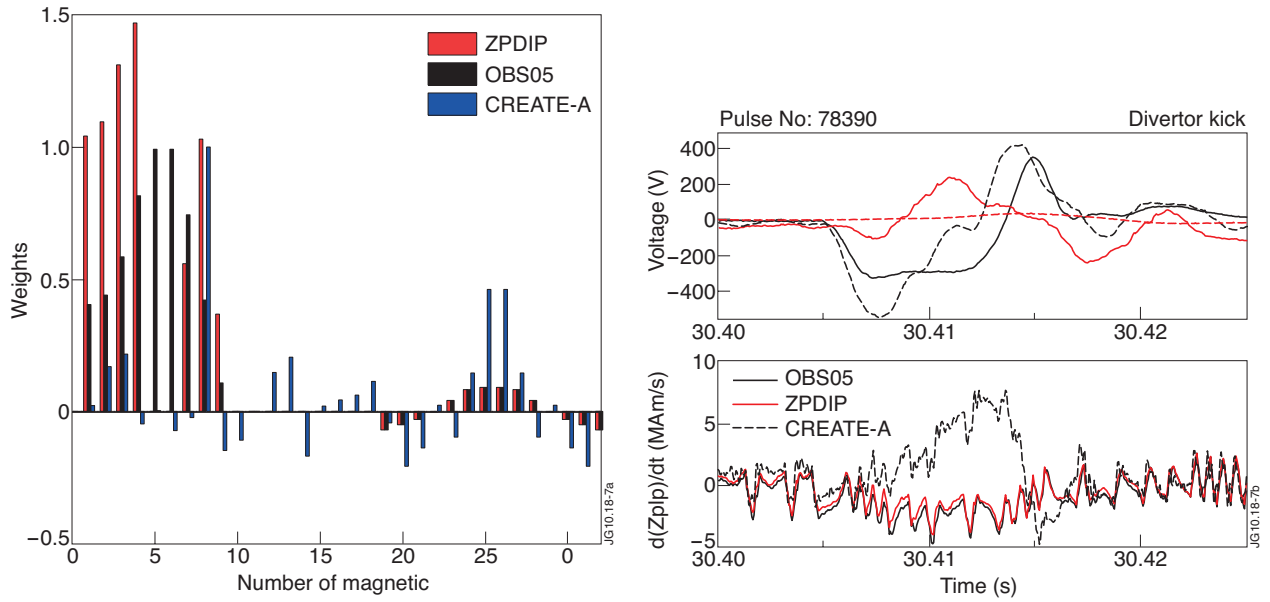 1.5
1.0
0.5
0
−0.5
Weights
ZPDIP
OBS05
CREATE-A
0 5 10 15 20 25 0
Number of magnetic
JG10.18-7a
Pulse No: 78390 Divertor kick
400
200
0
−200
−400
Voltage (V)
30.40 30.41 30.42
10
5
0
−5
d(ZpIp)/dt (MAm/s)
OBS05
ZPDIP
CREATE-A
30.40 30.41 30.42
Time (s)
JG10.18-7b